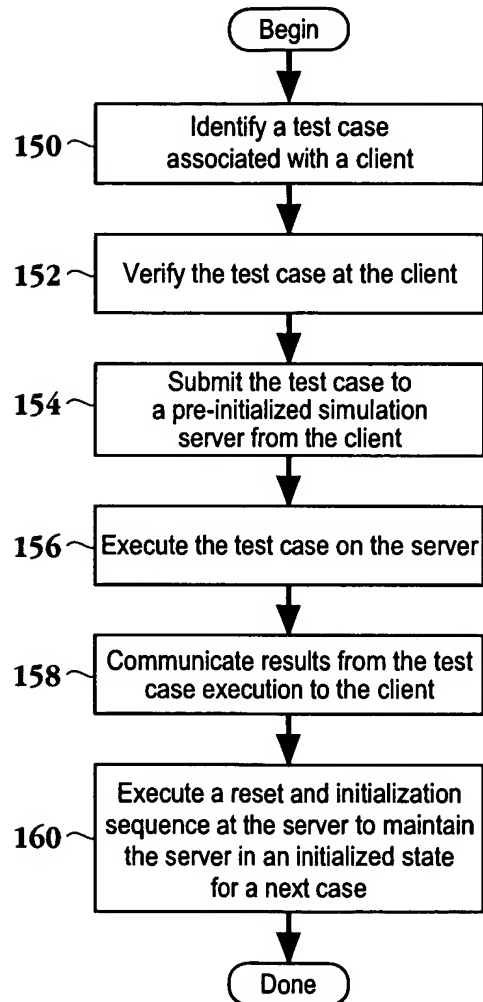 Begin
150
Identify a test case
associated with a client
152
Verify the test case at the client
154
Submit the test case to
a pre-initialized simulation
server from the client
156
Execute the test case on the server
158
Communicate results from the test
case execution to the client
160
Execute a reset and initialization
sequence at the server to maintain
the server in an initialized state
for a next case
Done